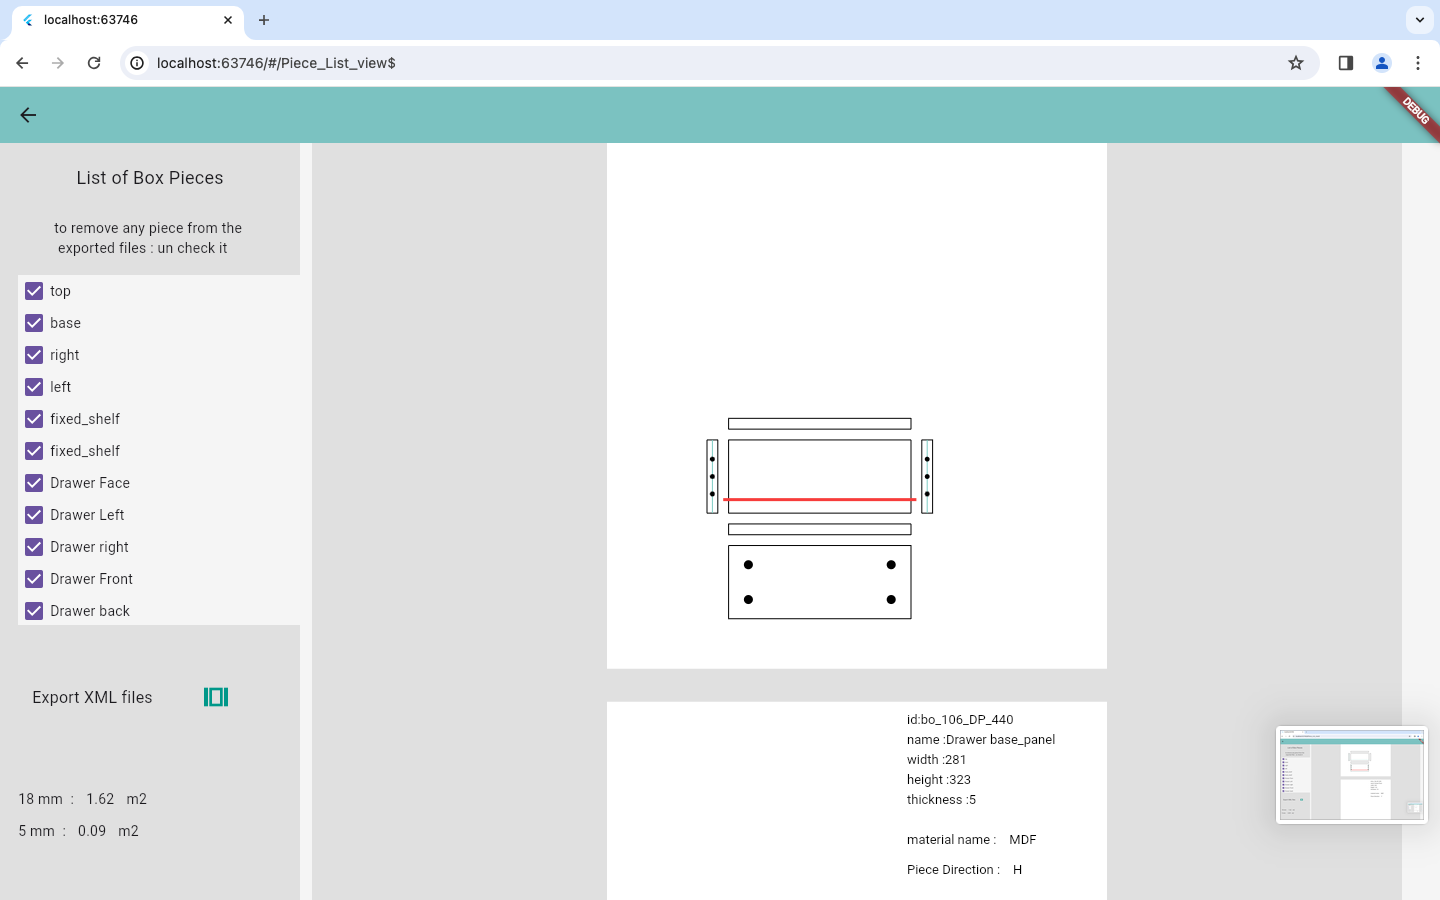 localhost:63746
localhost:63746/#/Piece_List_view$
DEBUG
List of Box Pieces
to remove any piece from the
exported files : un check it
top
base
right
left
fixed_shelf
fixed_shelf
Drawer Face
Drawer Left
Drawer right
Drawer Front
Drawer back
Export XML files
18 mm : 1.62 m2
5 mm : 0.09 m2
id:bo_106_DP_440
name :Drawer base_panel
width :281
height :323
thickness :5
material name : MDF
Piece Direction : H